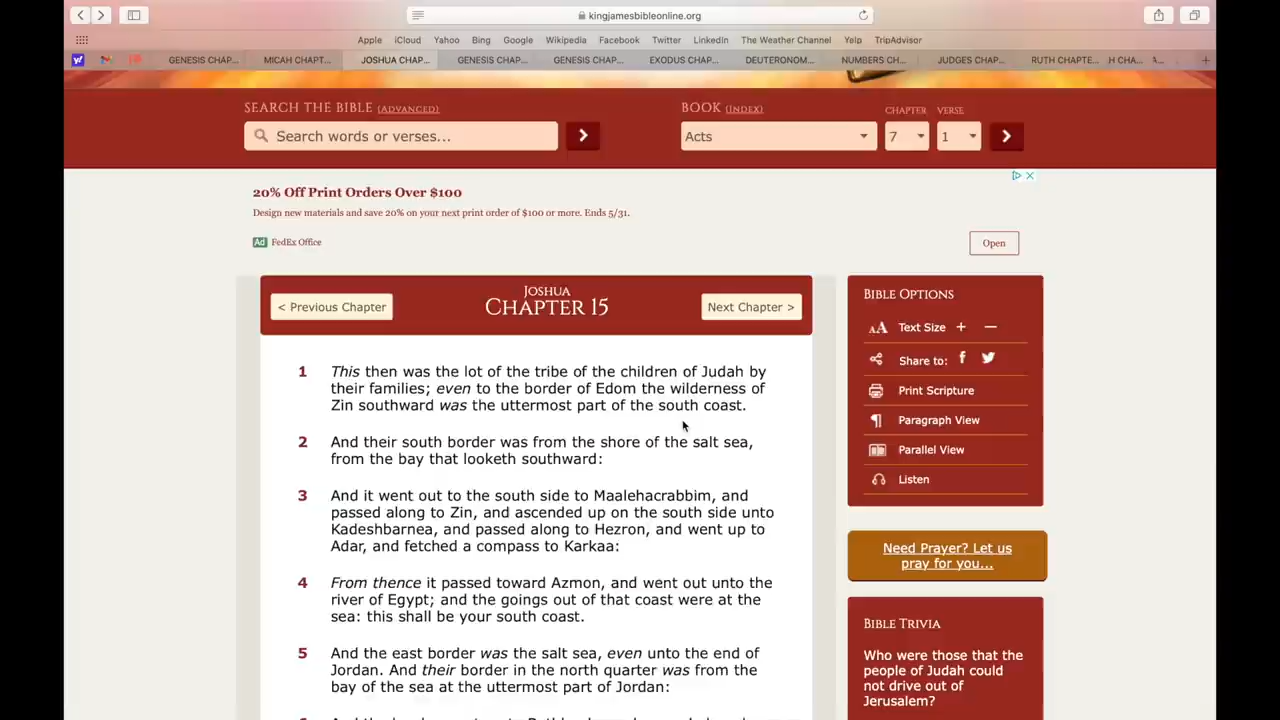 kingjamesbibleonline.org
Apple iCloud Yahoo Bing Google Wikipedia Facebook Twitter LinkedIn The Weather Channel Yelp TripAdvisor
GENESIS CHAP... MICAH CHAPT... JOSHUA CHAP... GENESIS CHAP... GENESIS CHAP... EXODUS CHAP... DEUTERONOM... NUMBERS CH... JUDGES CHAP... RUTH CHAPTE... H CHA...
SEARCH THE BIBLE (ADVANCED)
BOOK (INDEX) CHAPTER VERSE
Search words or verses...
Acts 7 1
20% Off Print Orders Over $100
Design new materials and save 20% on your next print order of $100 or more. Ends 5/31.
Ad FedEx Office
Open
< Previous Chapter
JOSHUA
CHAPTER 15
Next Chapter >
1 This then was the lot of the tribe of the children of Judah by
their families; even to the border of Edom the wilderness of
Zin southward was the uttermost part of the south coast.
2 And their south border was from the shore of the salt sea,
from the bay that looketh southward:
3 And it went out to the south side to Maalehacrabbim, and
passed along to Zin, and ascended up on the south side unto
Kadeshbarnea, and passed along to Hezron, and went up to
Adar, and fetched a compass to Karkaa:
4 From thence it passed toward Azmon, and went out unto the
river of Egypt; and the goings out of that coast were at the
sea: this shall be your south coast.
5 And the east border was the salt sea, even unto the end of
Jordan. And their border in the north quarter was from the
bay of the sea at the uttermost part of Jordan:
BIBLE OPTIONS
AA Text Size + −
Share to:
Print Scripture
Paragraph View
Parallel View
Listen
Need Prayer? Let us
pray for you...
BIBLE TRIVIA
Who were those that the
people of Judah could
not drive out of
Jerusalem?